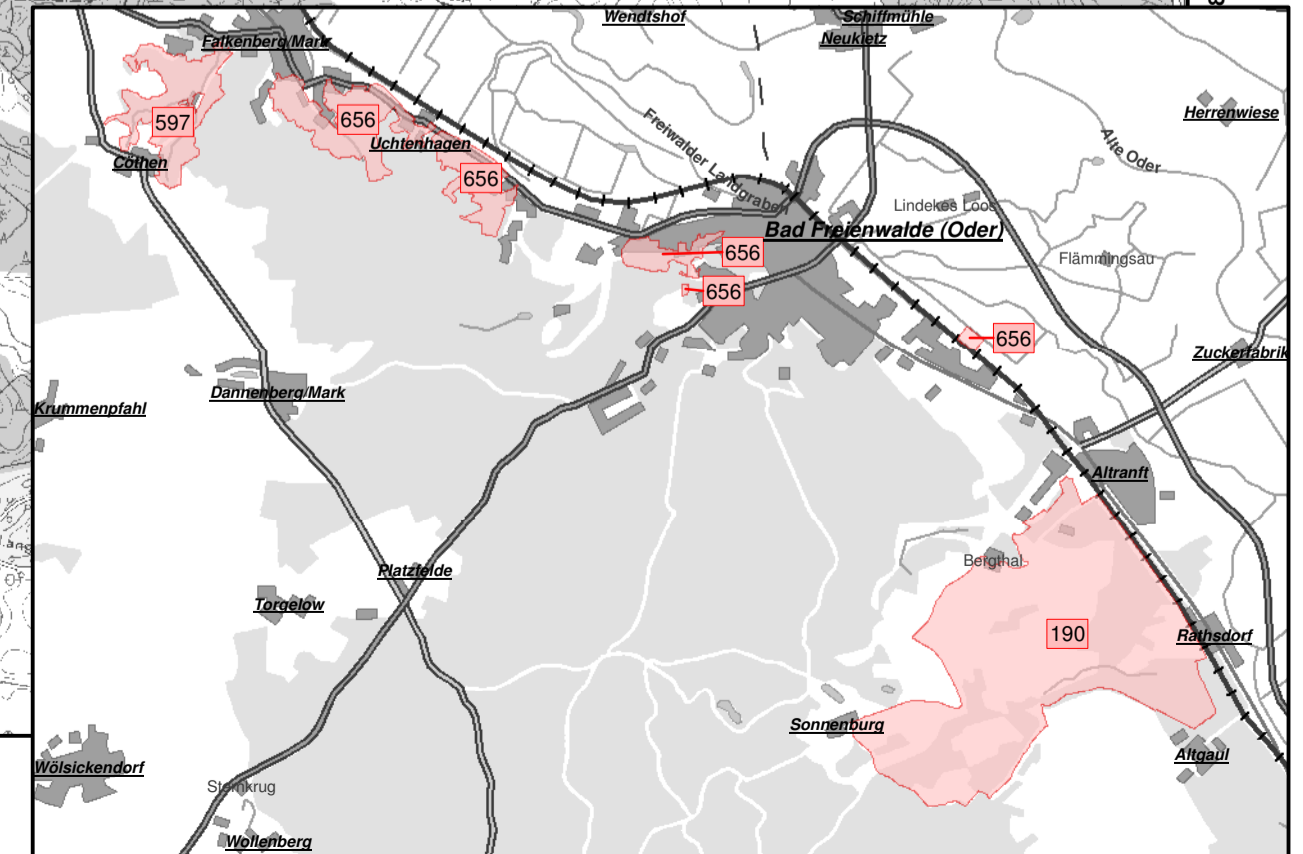 Wendtshof
Schiffmühle
Neukietz
Falkenberg/Mark
Herrenwiese
597
656
Uchtenhagen
Cöthen
656
Freiwalder Landgraben
Alte Oder
Lindekes Loos
Bad Freienwalde (Oder)
656
Flämmingsau
656
656
Zuckerfabrik
Dannenberg/Mark
Krummenpfahl
Altranft
Bergthal
Platzfelde
Torgelow
190
Rathsdorf
Sonnenburg
Altgaul
Wölsickendorf
Sternkrug
Wollenberg